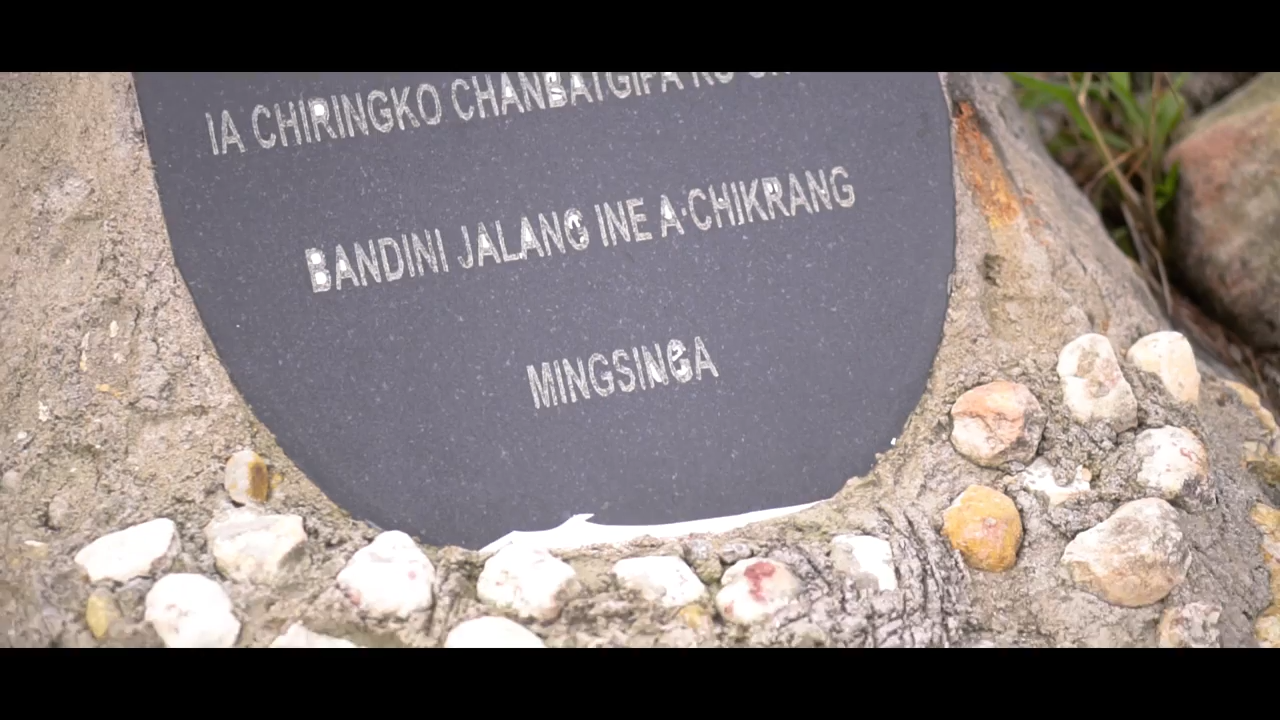 IA CHIRINGKO CHANBATGIPA
BANDINI JALANG INE A·CHIKRANG
MINGSINGA